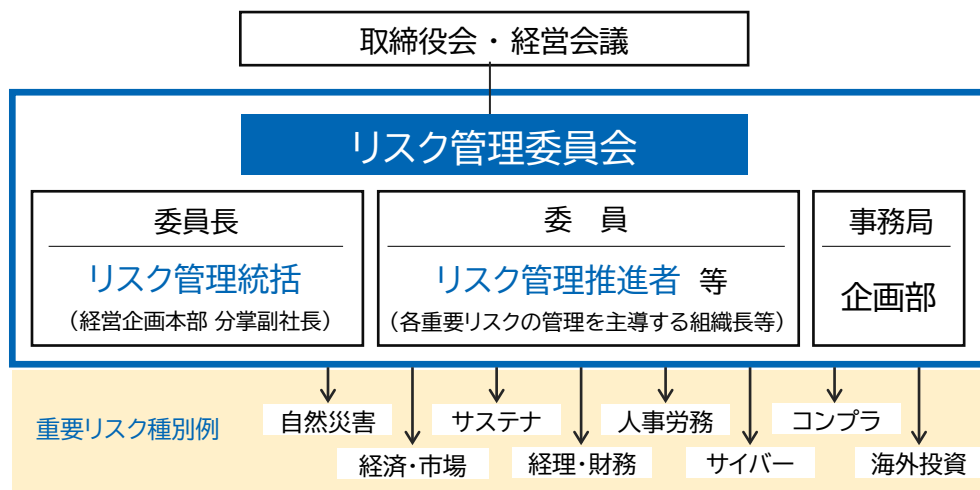 取締役会・経営会議
リスク管理委員会
委員長
リスク管理統括
（経営企画本部 分掌副社長）
委　員
リスク管理推進者 等
（各重要リスクの管理を主導する組織長等）
事務局
企画部
重要リスク種別例
自然災害
経済・市場
サステナ
経理・財務
人事労務
サイバー
コンプラ
海外投資